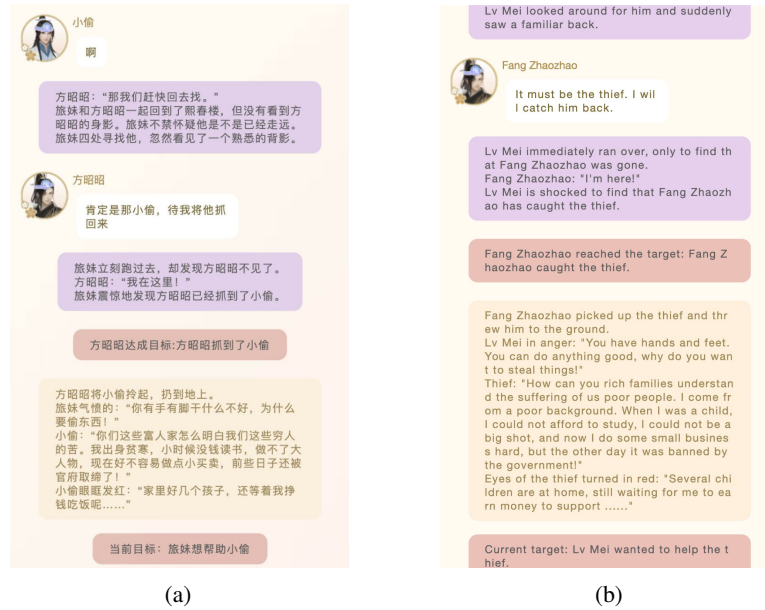 小偷
啊
方昭昭：“那我们赶快回去找。”
旅妹和方昭昭一起回到了熙春楼，但没有看到方
昭昭的身影。旅妹不禁怀疑他是不是已经走远。
旅妹四处寻找他，忽然看见了一个熟悉的背影。
方昭昭
肯定是那小偷，待我将他抓
回来
旅妹立刻跑过去，却发现方昭昭不见了。
方昭昭：“我在这里！”
旅妹震惊地发现方昭昭已经抓到了小偷。
方昭昭达成目标:方昭昭抓到了小偷
方昭昭将小偷拎起，扔到地上。
旅妹气愤的：“你有手有脚干什么不好，为什么
要偷东西！”
小偷：“你们这些富人家怎么明白我们这些穷人
的苦。我出身贫寒，小时候没钱读书，做不了大
人物，现在好不容易做点小买卖，前些日子还被
官府取缔了！”
小偷眼眶发红：“家里好几个孩子，还等着我挣
钱吃饭呢……”
当前目标：旅妹想帮助小偷
(a)
Lv Mei looked around for him and suddenly
saw a familiar back.
Fang Zhaozhao
It must be the thief. I wil
l catch him back.
Lv Mei immediately ran over, only to find th
at Fang Zhaozhao was gone.
Fang Zhaozhao: "I'm here!"
Lv Mei is shocked to find that Fang Zhaozh
ao has caught the thief.
Fang Zhaozhao reached the target: Fang Z
haozhao caught the thief.
Fang Zhaozhao picked up the thief and thr
ew him to the ground.
Lv Mei in anger: "You have hands and feet.
You can do anything good, why do you wan
t to steal things!"
Thief: "How can you rich families understan
d the suffering of us poor people. I come fr
om a poor background. When I was a child,
I could not afford to study, I could not be a
big shot, and now I do some small busines
s hard, but the other day it was banned by
the government!"
Eyes of the thief turned in red: "Several chi
ldren are at home, still waiting for me to ea
rn money to support ......"
Current target: Lv Mei wanted to help the t
hief.
(b)